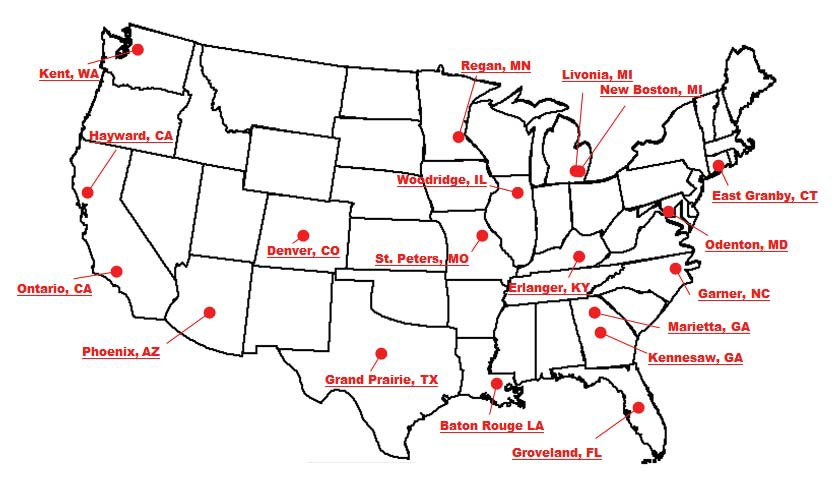 Regan, MN
Kent, WA
Livonia, MI
New Boston, MI
Hayward, CA
Woodridge, IL
East Granby, CT
Odenton, MD
Denver, CO
St. Peters, MO
Ontario, CA
Erlanger, KY
Garner, NC
Marietta, GA
Phoenix, AZ
Kennesaw, GA
Grand Prairie, TX
Baton Rouge LA
Groveland, FL